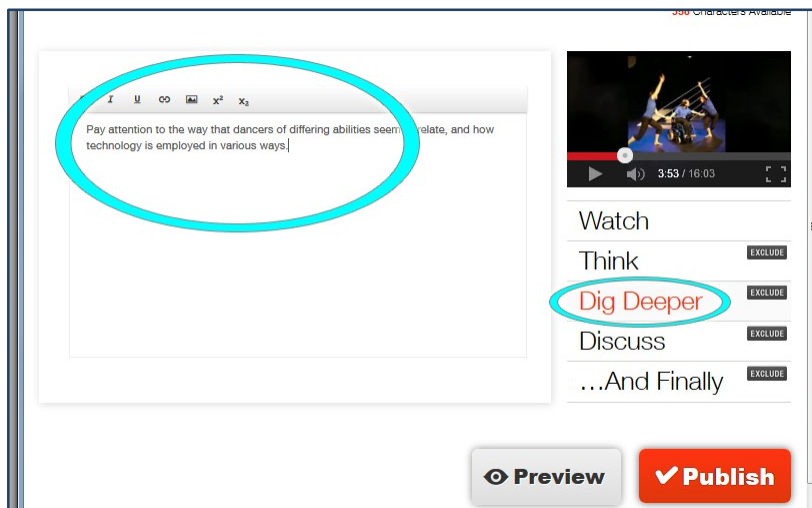 358 Characters Available
I U x² x₂
Pay attention to the way that dancers of differing abilities seem relate, and how
technology is employed in various ways.
3:53 / 16:03
Watch
Think
EXCLUDE
Dig Deeper
EXCLUDE
Discuss
EXCLUDE
...And Finally
EXCLUDE
Preview
Publish